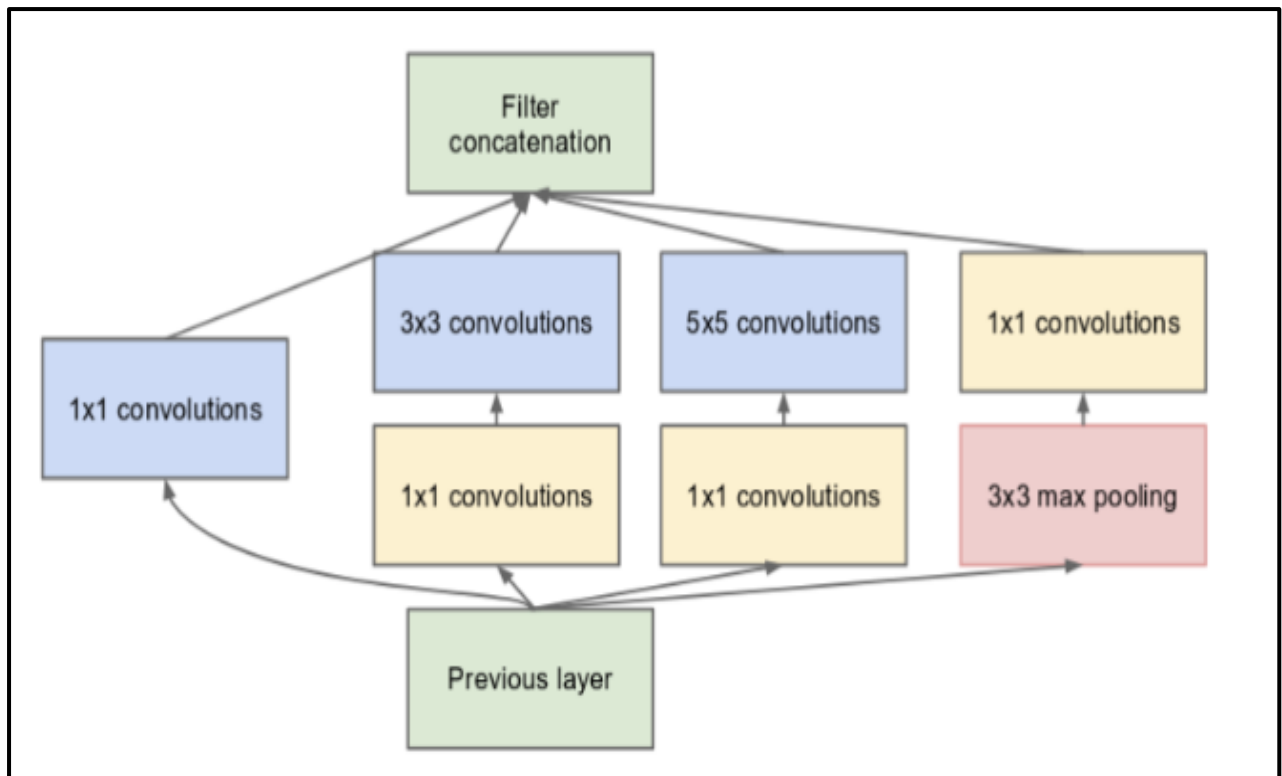 Filter
concatenation
3x3 convolutions
5x5 convolutions
1x1 convolutions
1x1 convolutions
1x1 convolutions
1x1 convolutions
3x3 max pooling
Previous layer